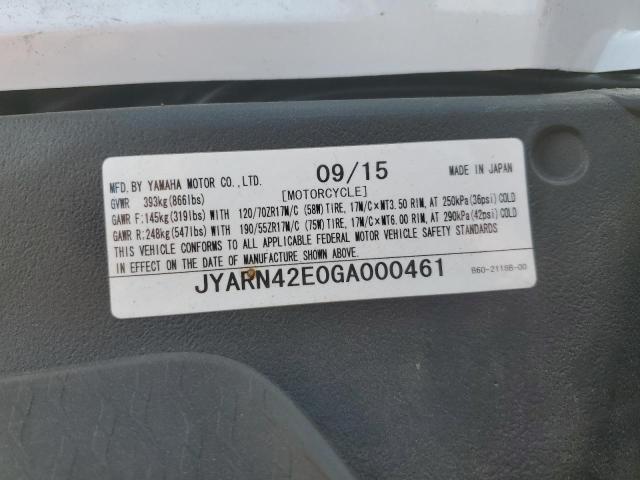 MFD. BY YAMAHA MOTOR CO., LTD. 09/15 MADE IN JAPAN
GVWR 393kg(866lbs) [MOTORCYCLE]
GAWR F:145kg(319lbs) WITH 120/70ZR17M/C (58W)TIRE, 17M/C×MT3.50 RIM, AT 250kPa(36psi)COLD
GAWR R:248kg(547lbs) WITH 190/55ZR17M/C (75W)TIRE, 17M/C×MT6.00 RIM, AT 290kPa(42psi)COLD
THIS VEHICLE CONFORMS TO ALL APPLICABLE FEDERAL MOTOR VEHICLE SAFETY STANDARDS
IN EFFECT ON THE DATE OF MANUFACTURE SHOWN ABOVE.
JYARN42E0GA000461 B60-2118B-00